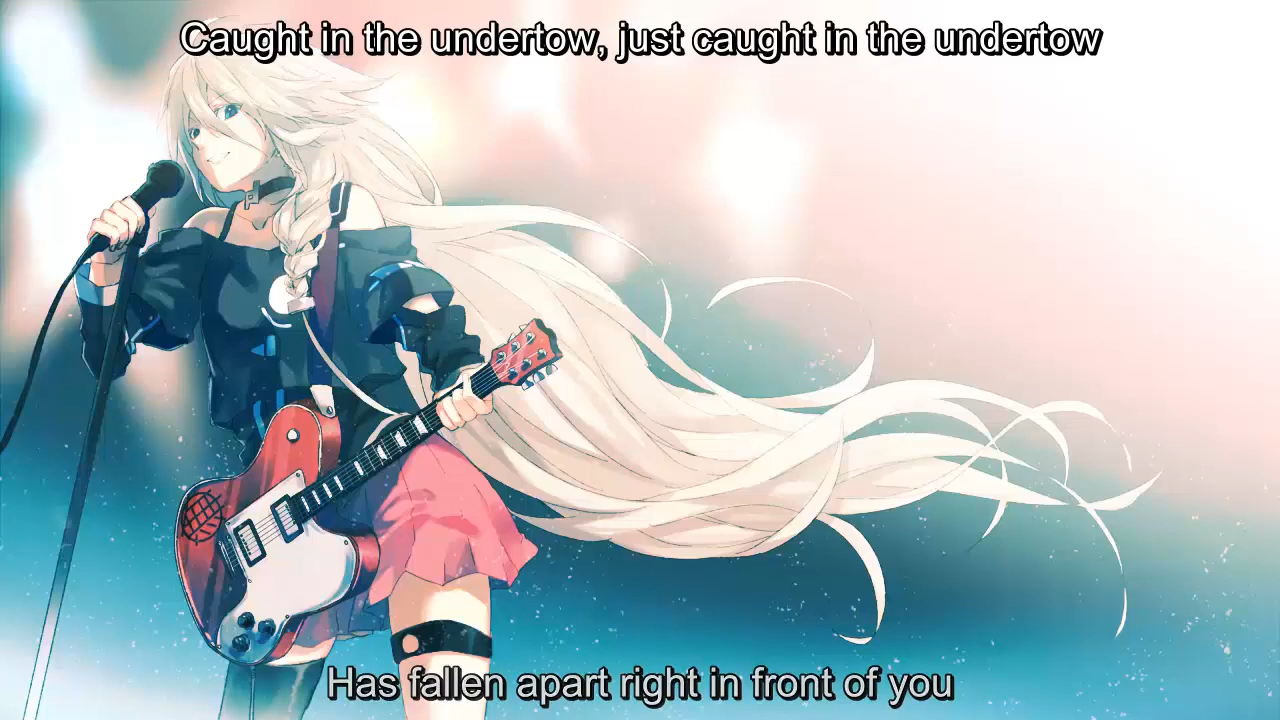 Caught in the undertow, just caught in the undertow
Has fallen apart right in front of you